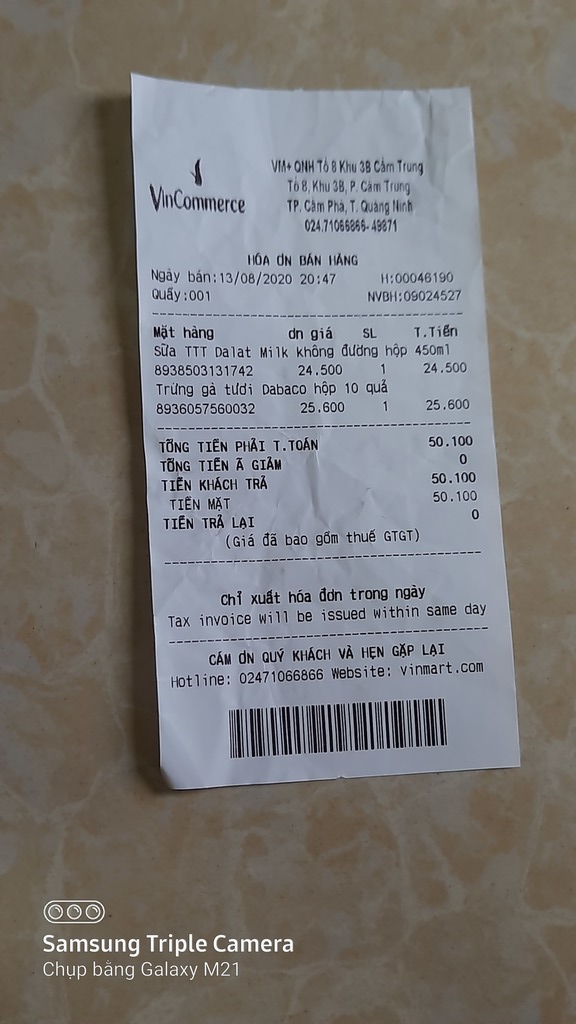 VinCommerce
VM+ QNH Tổ 8 Khu 3B Cẩm Trung
Tổ 8, Khu 3B, P. Cẩm Trung
TP. Cẩm Phả, T. Quảng Ninh
024.71066866-49871
HÓA ƠN BÁN HÀNG
Ngày bán:13/08/2020 20:47 H:00046190
Quầy:001 NVBH:09024527
Mặt hàng ơn giá SL T.Tiền
Sữa TTT Dalat Milk không đường hộp 450ml
8938503131742 24.500 1 24.500
Trứng gà tươi Dabaco hộp 10 quả
8936057560032 25.600 1 25.600
TỔNG TIỀN PHẢI T.TOÁN 50.100
TỔNG TIỀN Ã GIẢM 0
TIỀN KHÁCH TRẢ 50.100
TIỀN MẶT 50.100
TIỀN TRẢ LẠI 0
(Giá đã bao gồm thuế GTGT)
Chỉ xuất hóa đơn trong ngày
Tax invoice will be issued within same day
CẢM ƠN QUÝ KHÁCH VÀ HẸN GẶP LẠI
Hotline: 02471066866 Website: vinmart.com
Samsung Triple Camera
Chụp bằng Galaxy M21